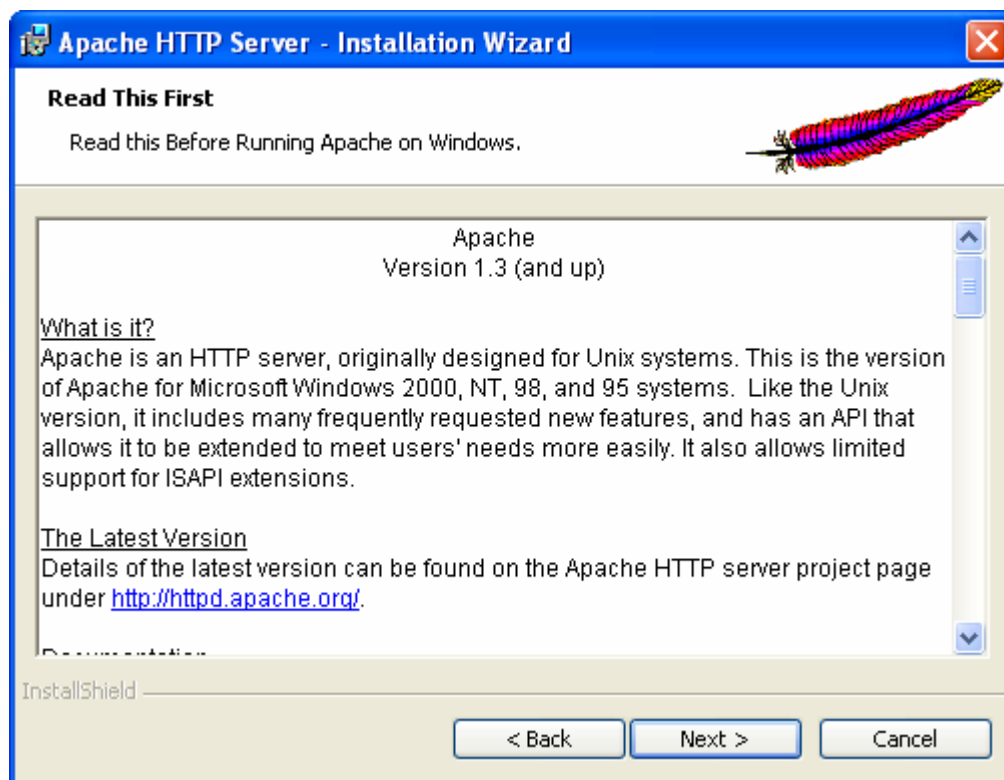 Apache HTTP Server - Installation Wizard
Read This First
Read this Before Running Apache on Windows.
Apache
Version 1.3 (and up)
What is it?
Apache is an HTTP server, originally designed for Unix systems. This is the version
of Apache for Microsoft Windows 2000, NT, 98, and 95 systems.  Like the Unix
version, it includes many frequently requested new features, and has an API that
allows it to be extended to meet users' needs more easily. It also allows limited
support for ISAPI extensions.
The Latest Version
Details of the latest version can be found on the Apache HTTP server project page
under http://httpd.apache.org/.
Documentation
InstallShield
< Back
Next >
Cancel